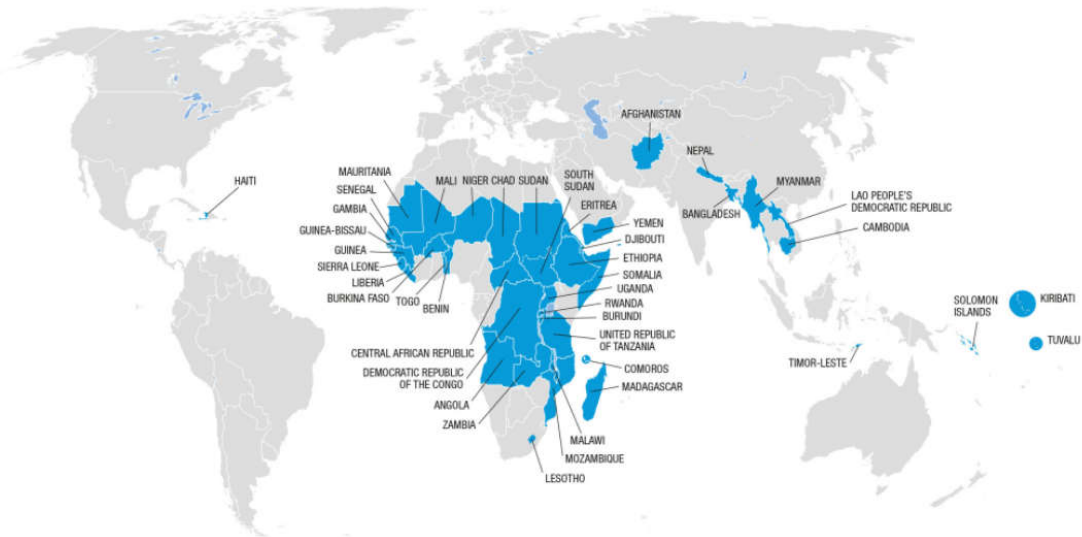 AFGHANISTAN
NEPAL
MAURITANIA
SENEGAL
GAMBIA
GUINEA-BISSAU
GUINEA
SIERRA LEONE
LIBERIA
BURKINA FASO
TOGO
BENIN
MALI
NIGER
CHAD
SUDAN
SOUTH
SUDAN
ERITREA
YEMEN
DJIBOUTI
ETHIOPIA
SOMALIA
UGANDA
RWANDA
BURUNDI
UNITED REPUBLIC
OF TANZANIA
COMOROS
MADAGASCAR
MALAWI
MOZAMBIQUE
LESOTHO
CENTRAL AFRICAN REPUBLIC
DEMOCRATIC REPUBLIC
OF THE CONGO
ANGOLA
ZAMBIA
HAITI
MYANMAR
BANGLADESH
LAO PEOPLE'S
DEMOCRATIC REPUBLIC
CAMBODIA
SOLOMON
ISLANDS
KIRIBATI
TUVALU
TIMOR-LESTE